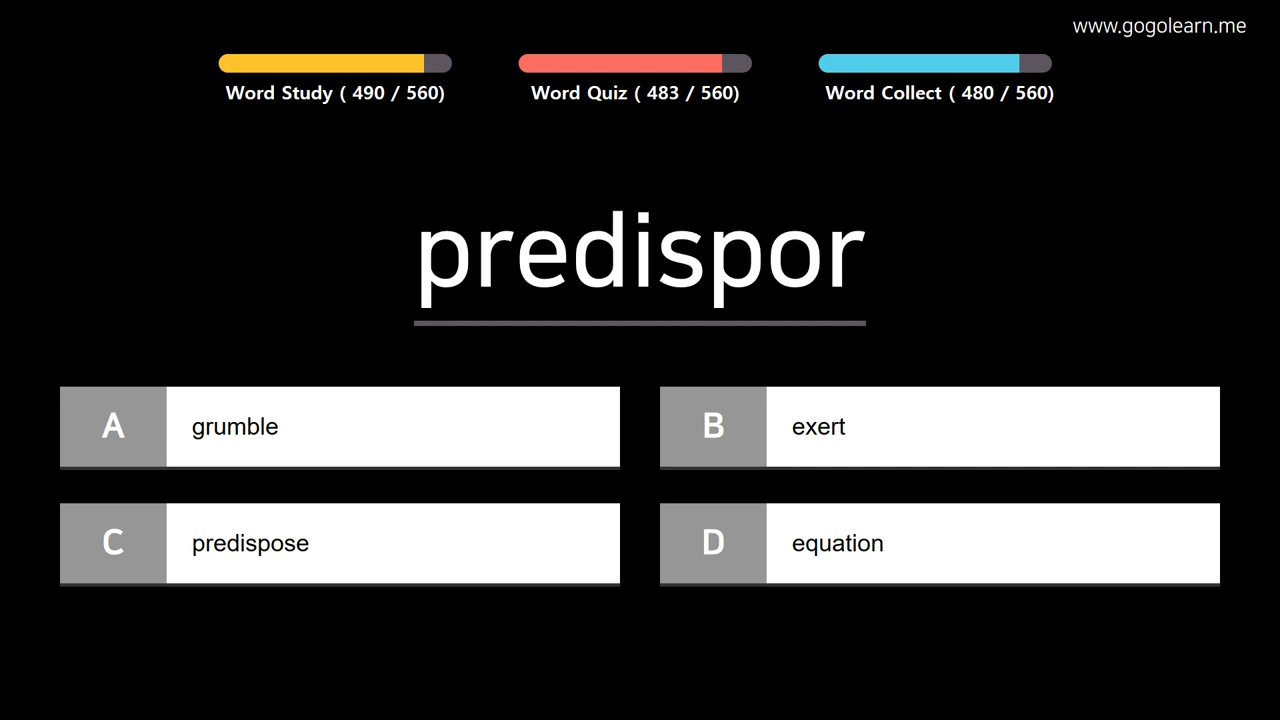 www.gogolearn.me
Word Study ( 490 / 560)
Word Quiz ( 483 / 560)
Word Collect ( 480 / 560)
predispor
A
grumble
B
exert
C
predispose
D
equation